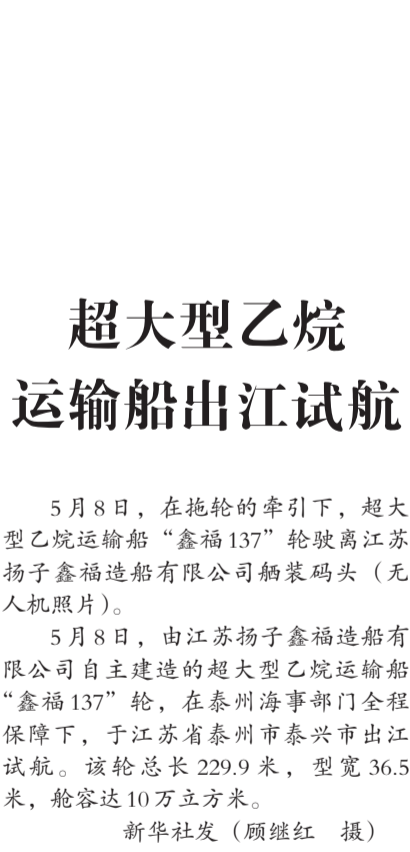 超大型乙烷
运输船出江试航
5月8日，在拖轮的牵引下，超大
型乙烷运输船“鑫福137”轮驶离江苏
扬子鑫福造船有限公司舾装码头（无
人机照片）。
5月8日，由江苏扬子鑫福造船有
限公司自主建造的超大型乙烷运输船
“鑫福137”轮，在泰州海事部门全程
保障下，于江苏省泰州市泰兴市出江
试航。该轮总长229.9米，型宽36.5
米，舱容达10万立方米。
新华社发（顾继红 摄）